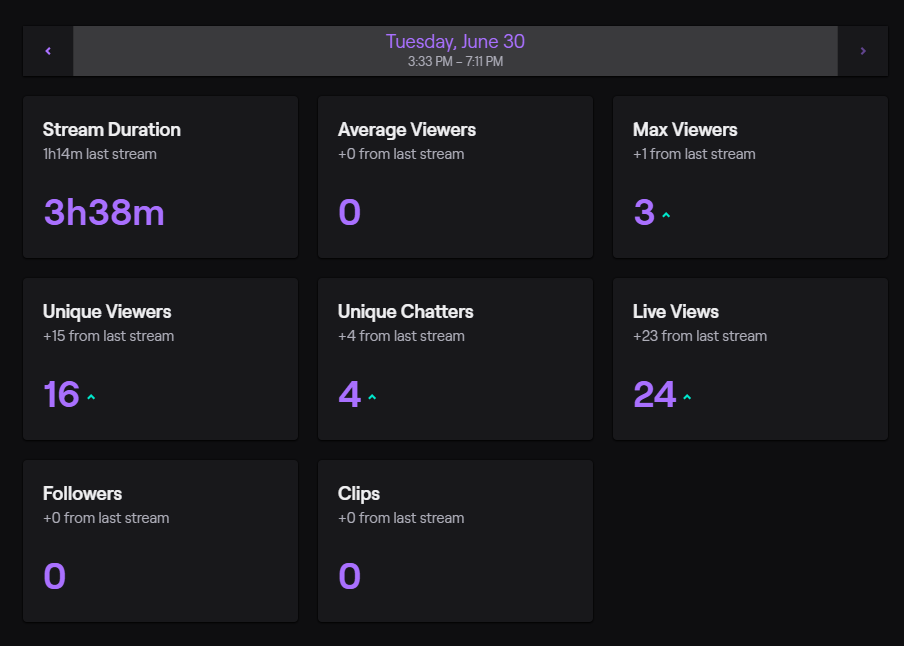 Tuesday, June 30
3:33 PM – 7:11 PM
Stream Duration
1h14m last stream
3h38m
Average Viewers
+0 from last stream
0
Max Viewers
+1 from last stream
3
Unique Viewers
+15 from last stream
16
Unique Chatters
+4 from last stream
4
Live Views
+23 from last stream
24
Followers
+0 from last stream
0
Clips
+0 from last stream
0